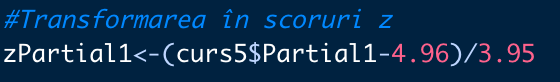 #Transformarea în scoruri z
zPartial1<-(curs5$Partial1-4.96)/3.95